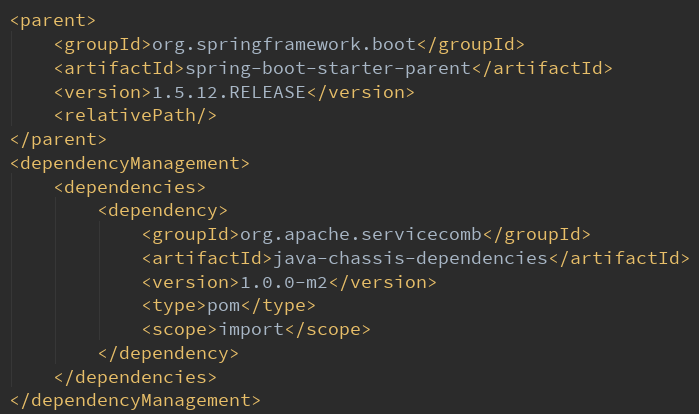 <parent>
    <groupId>org.springframework.boot</groupId>
    <artifactId>spring-boot-starter-parent</artifactId>
    <version>1.5.12.RELEASE</version>
    <relativePath/>
</parent>
<dependencyManagement>
    <dependencies>
        <dependency>
            <groupId>org.apache.servicecomb</groupId>
            <artifactId>java-chassis-dependencies</artifactId>
            <version>1.0.0-m2</version>
            <type>pom</type>
            <scope>import</scope>
        </dependency>
    </dependencies>
</dependencyManagement>